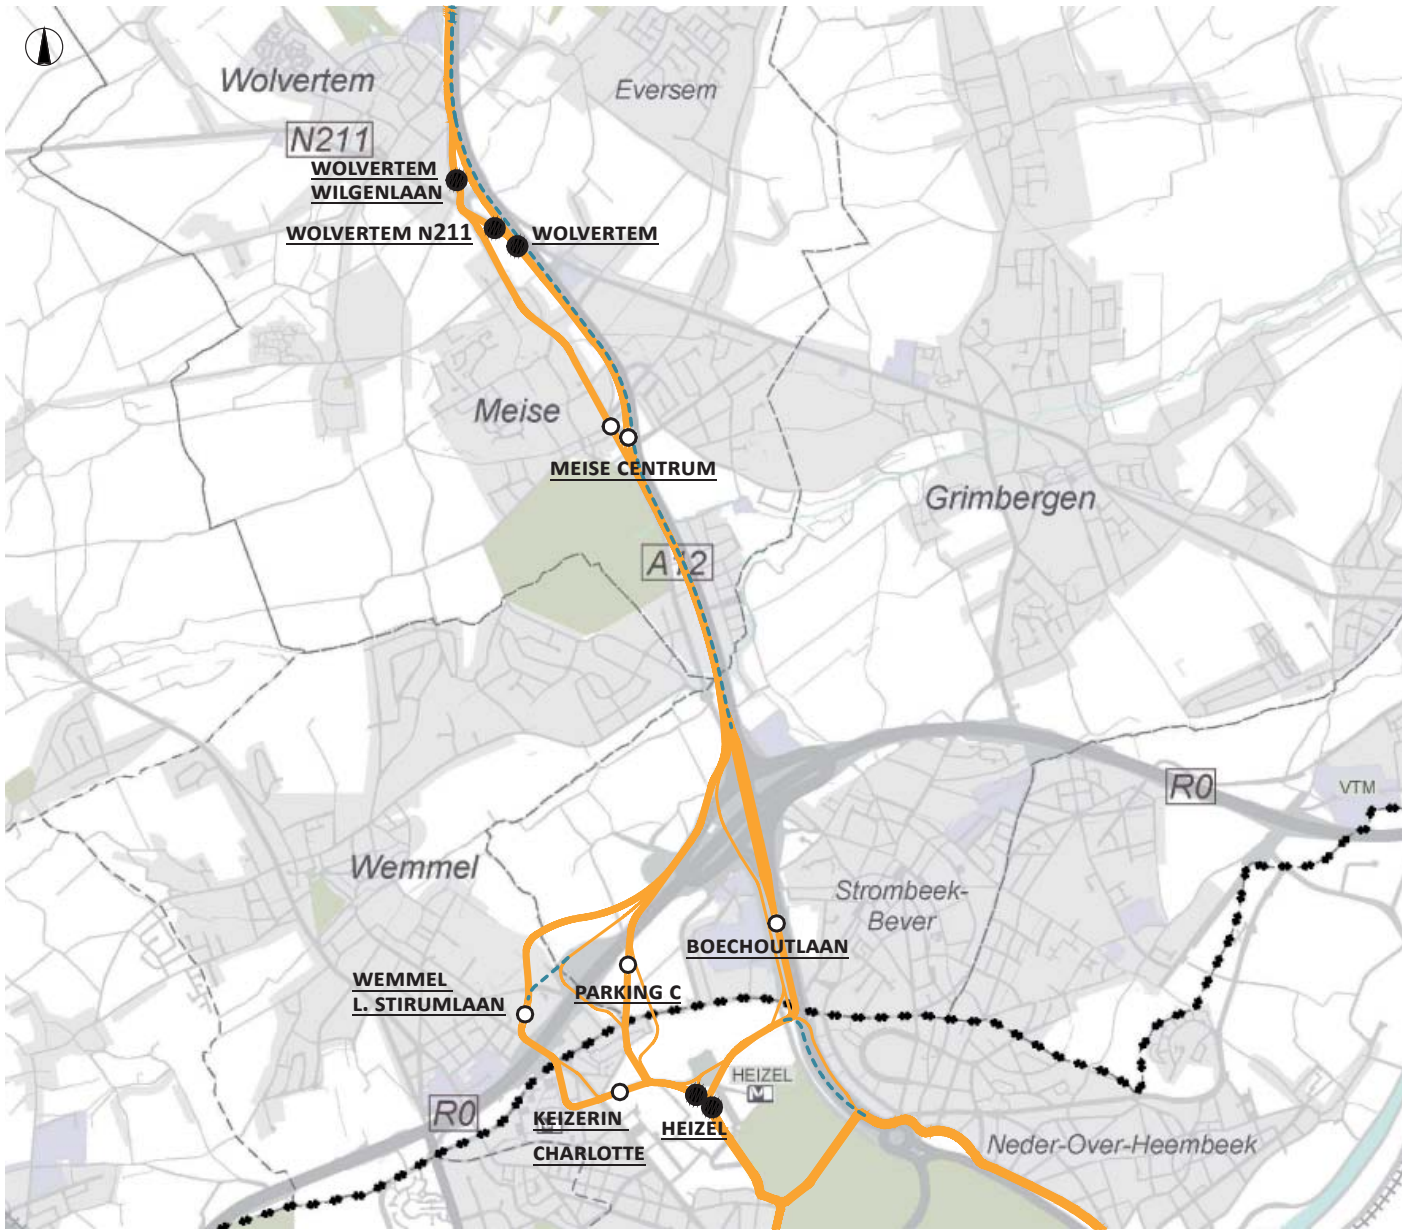 Wolvertem
Eversem
N211
WOLVERTEM
WILGENLAAN
WOLVERTEM N211
WOLVERTEM
Meise
MEISE CENTRUM
Grimbergen
A12
R0
VTM
Wemmel
Strombeek-
Bever
BOECHOUTLAAN
WEMMEL
L. STIRUMLAAN
PARKING C
HEIZEL
M
R0
KEIZERIN
CHARLOTTE
HEIZEL
M
Neder-Over-Heembeek